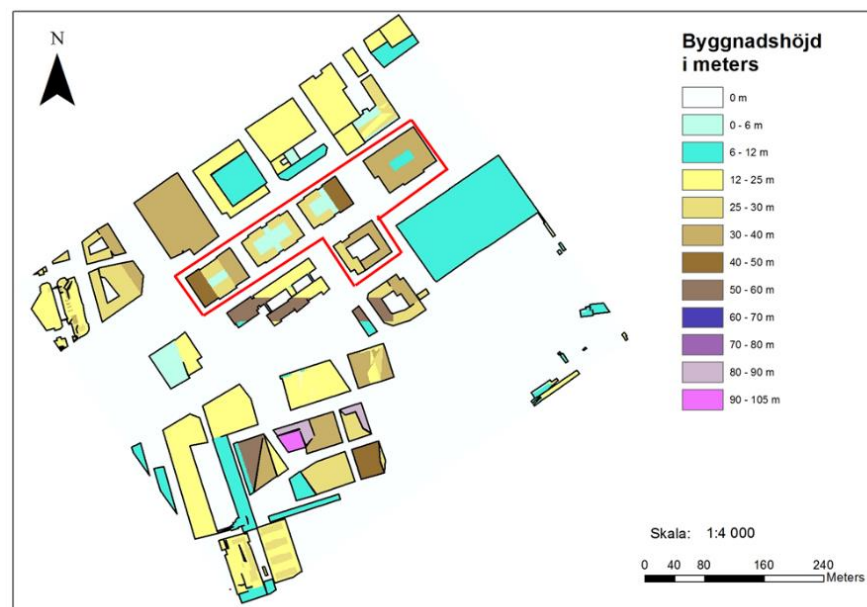 N
Byggnadshöjd
i meters
0 m
0 - 6 m
6 - 12 m
12 - 25 m
25 - 30 m
30 - 40 m
40 - 50 m
50 - 60 m
60 - 70 m
70 - 80 m
80 - 90 m
90 - 105 m
Skala: 1:4 000
0 40 80 160 240
Meters